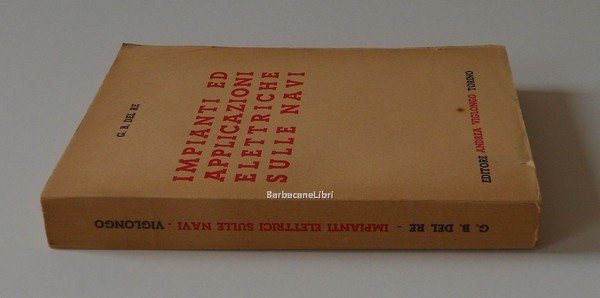 G. B. DEL RE
IMPIANTI ED
APPLICAZIONI
ELETTRICHE
SULLE NAVI
EDITORE ANDREA VIGLONGO TORINO
BarbacaneLibri
G. B. DEL RE - IMPIANTI ELETTRICI SULLE NAVI . VIGLONGO